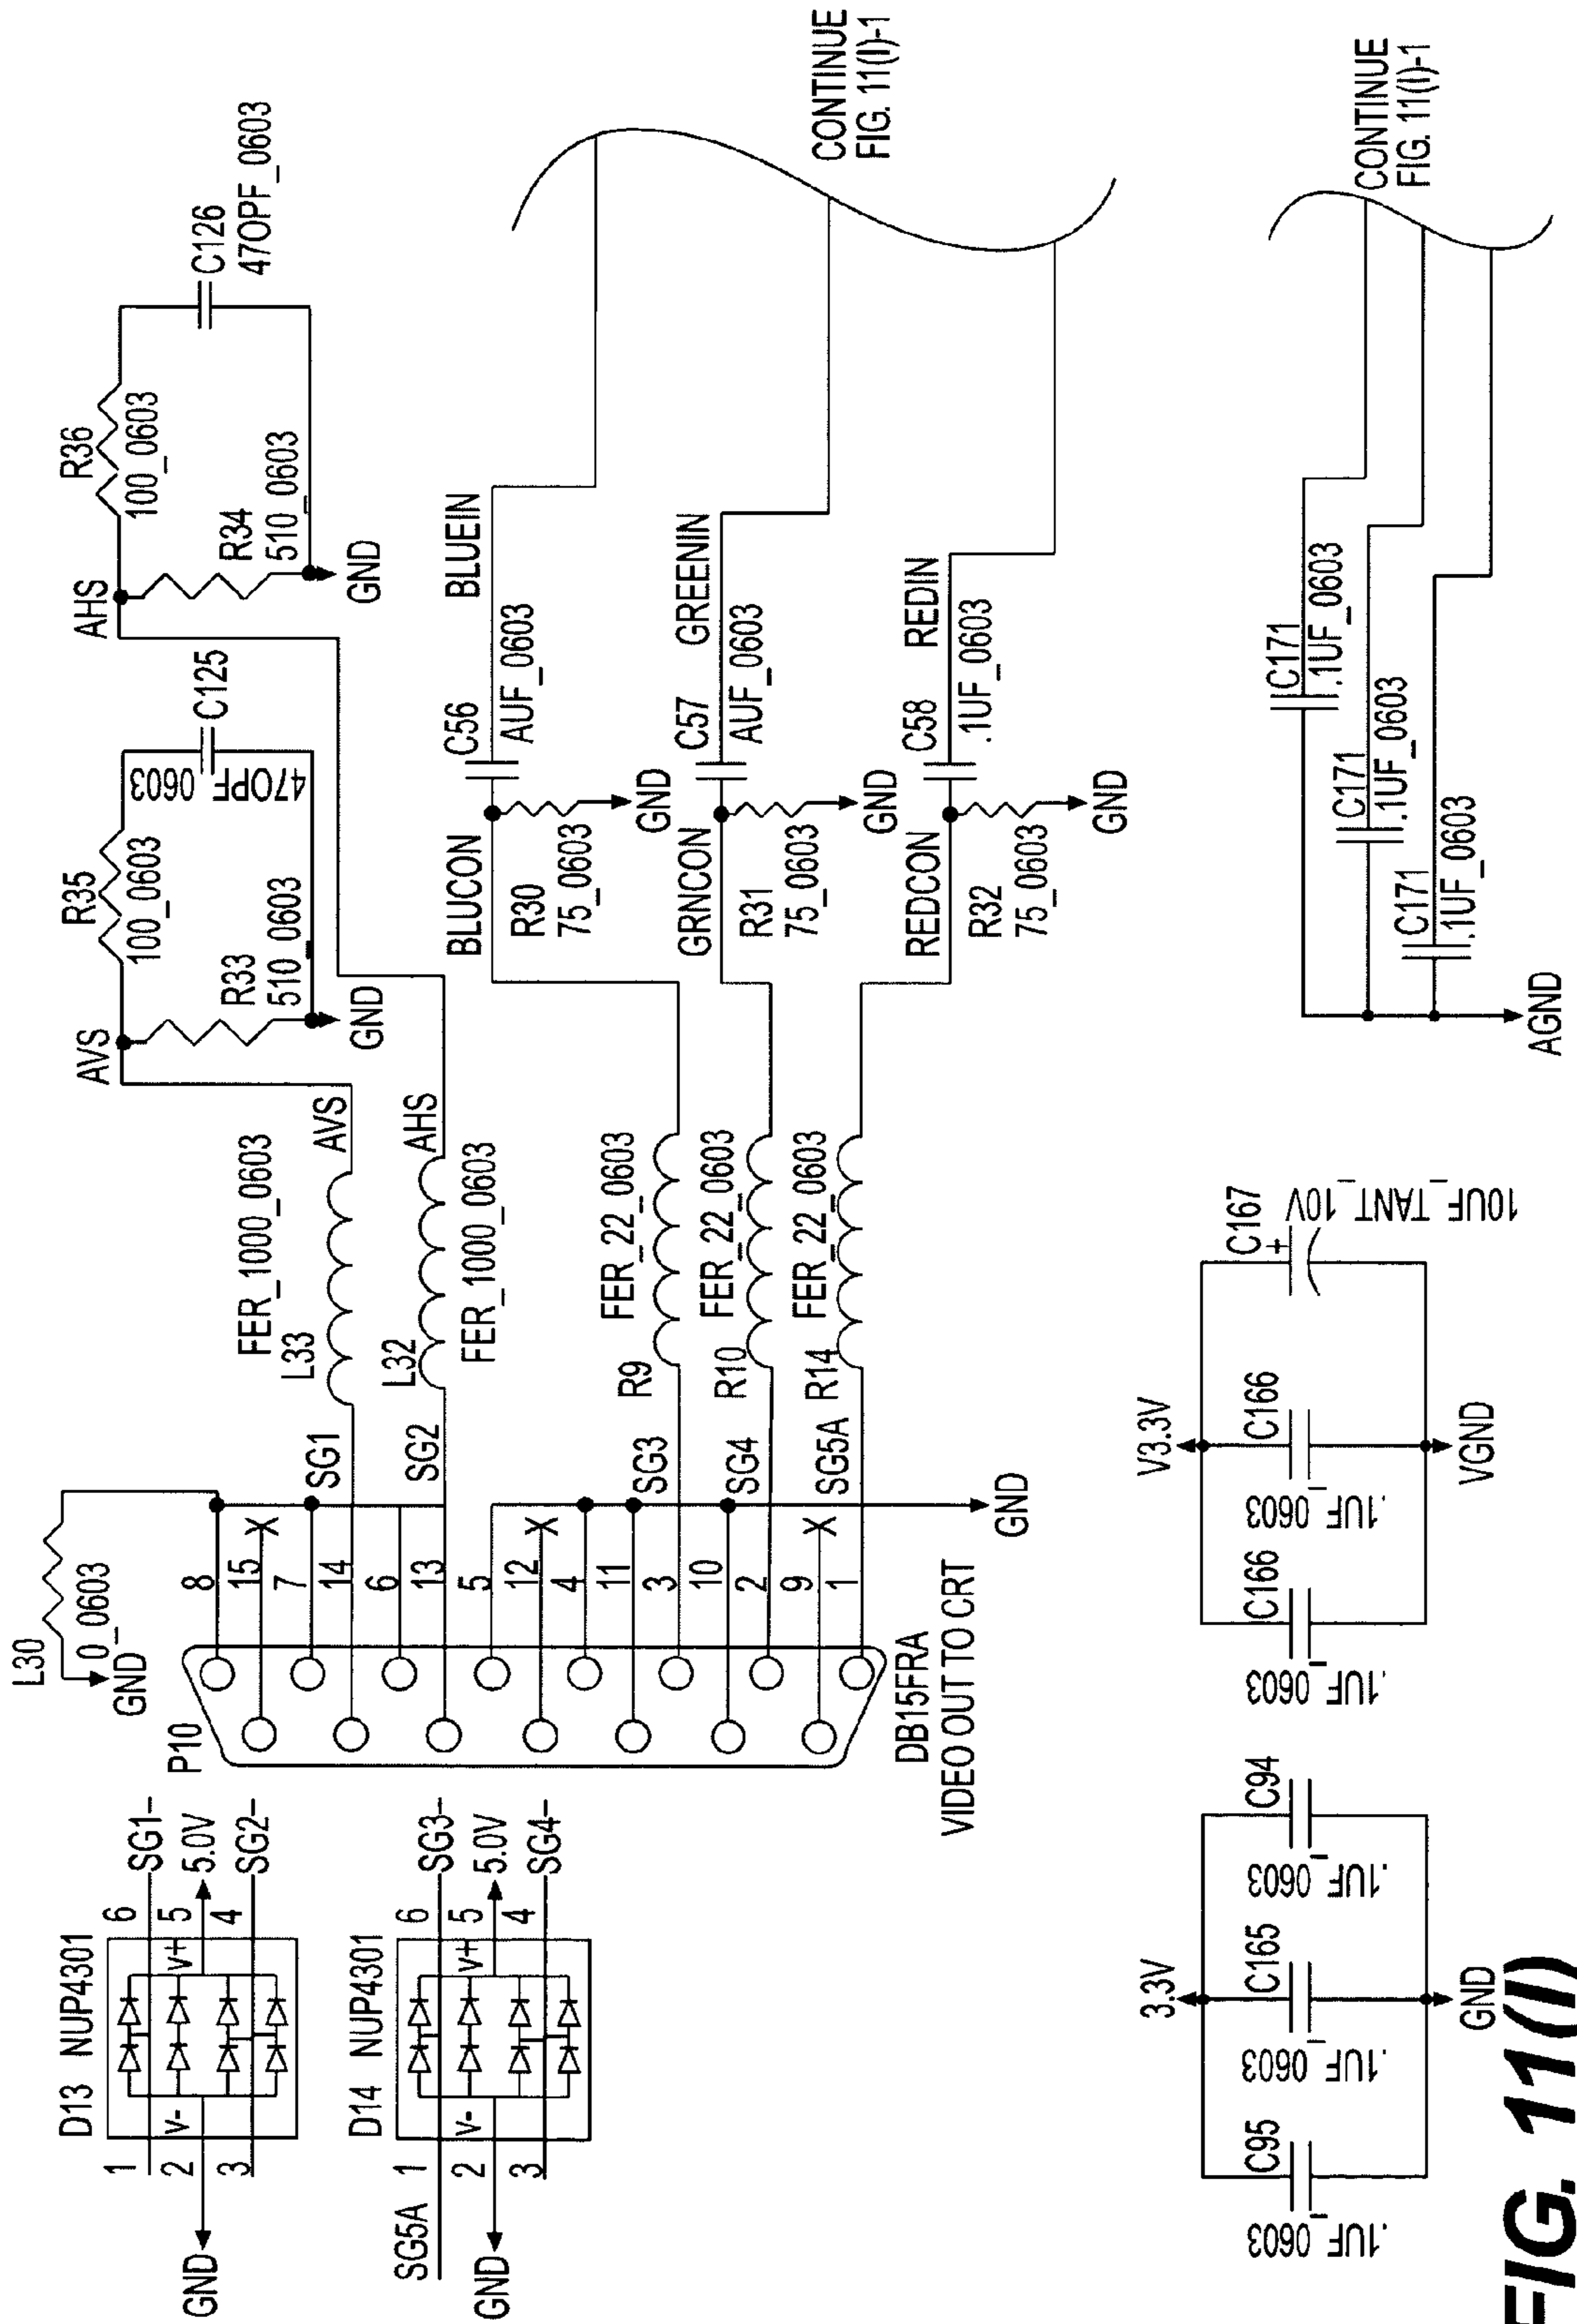 L30
0_0603
GND
P10
8
15
X
7
14
6
13
5
12
X
4
11
3
10
2
9
X
1
DB15FRA
VIDEO OUT TO CRT
GND
SG1
SG2
SG3
SG4
SG5A
FER_1000_0603
L33
AVS
L32
AHS
FER_1000_0603
R9
FER_22_0603
R10
FER_22_0603
R14
FER_22_0603
AVS
R35
100_0603
R33
510_0603
GND
C125
470PF_
0603
AHS
R36
100_0603
R34
510_0603
GND
C126
470PF_0603
BLUCON
R30
75_0603
GND
C56
AUF_0603
BLUEIN
GRNCON
R31
75_0603
GND
C57
AUF_0603
GREENIN
REDCON
R32
75_0603
GND
C58
.1UF_0603
REDIN
CONTINUE
FIG. 11(I)-1
D13 NUP4301
1
2
3
V-
V+
6
5
4
SG1-
5.0V
SG2-
GND
D14 NUP4301
SG5A
1
2
3
V-
V+
6
5
4
SG3-
5.0V
SG4-
GND
3.3V
C95
.1UF_0603
C165
.1UF_0603
C94
.1UF_0603
GND
V3.3V
C166
.1UF_0603
C166
.1UF_0603
C167
+
10UF_TANT_10V
VGND
C171
.1UF_0603
C171
.1UF_0603
C171
.1UF_0603
AGND
CONTINUE
FIG. 11(I)-1
FIG. 11(I)